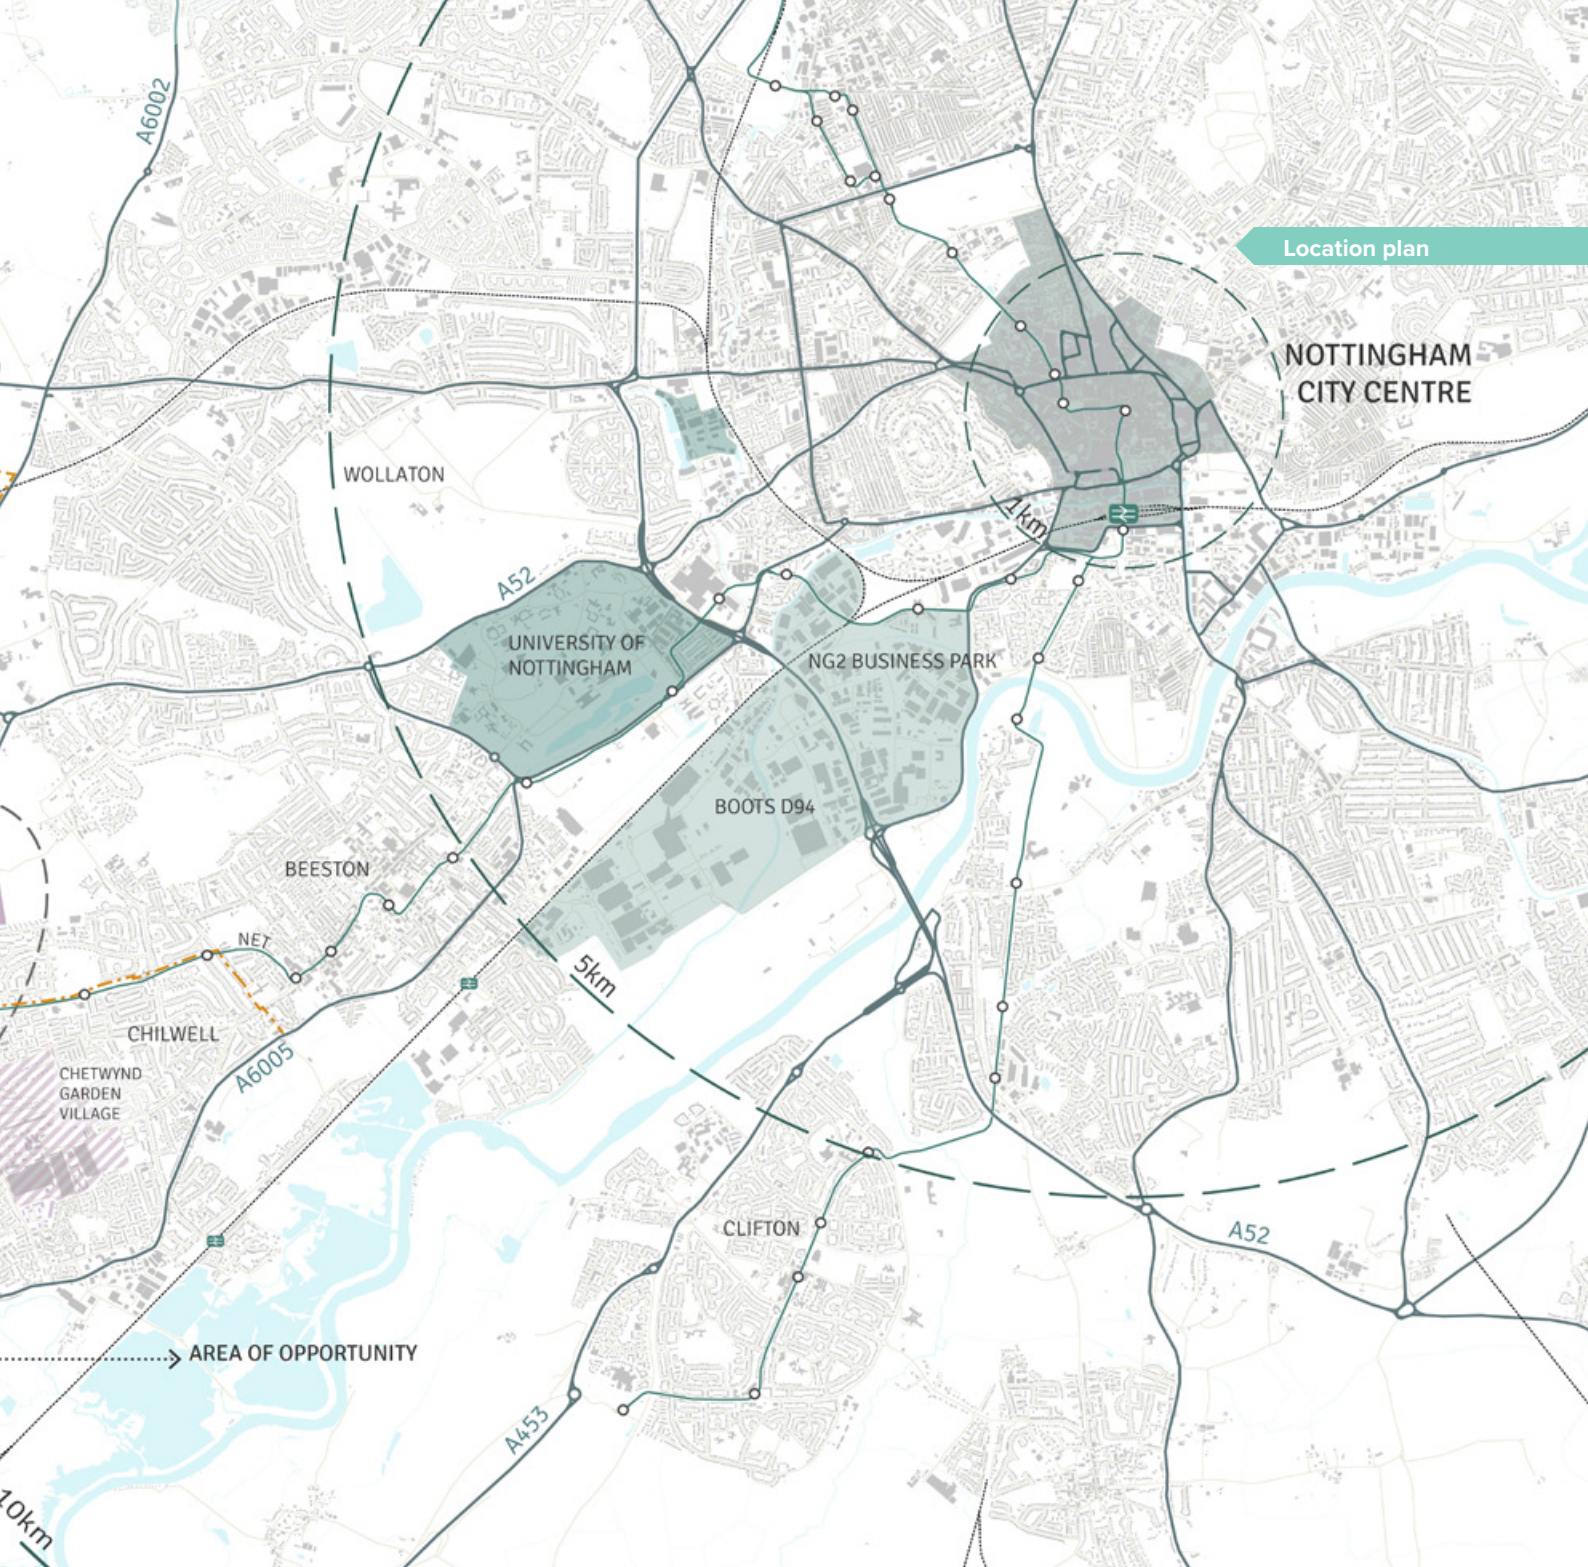 A6002
Location plan
NOTTINGHAM
CITY CENTRE
WOLLATON
1km
A52
UNIVERSITY OF
NOTTINGHAM
NG2 BUSINESS PARK
BOOTS D94
BEESTON
NET
5km
CHILWELL
A6005
CHETWYND
GARDEN
VILLAGE
CLIFTON
A52
AREA OF OPPORTUNITY
A453
10km